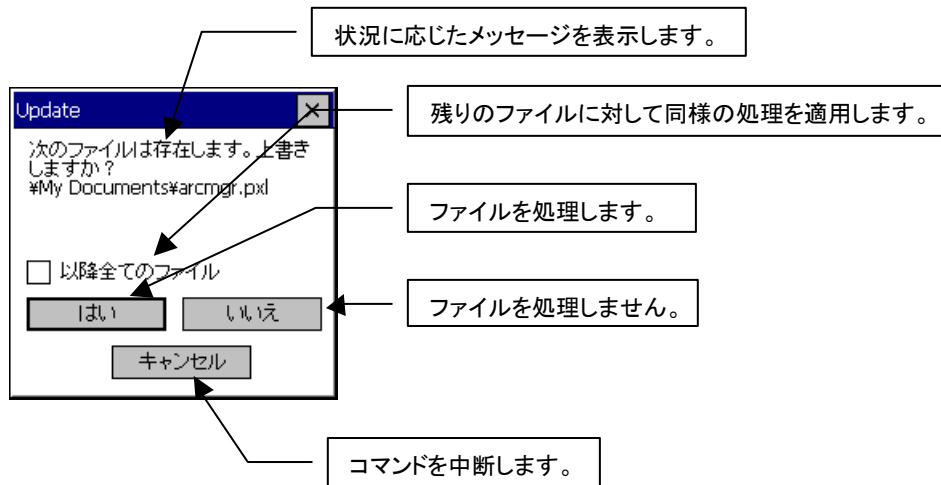 状況に応じたメッセージを表示します。
Update
残りのファイルに対して同様の処理を適用します。
次のファイルは存在します。上書き
しますか？
¥My Documents¥arcmgr.pxl
ファイルを処理します。
以降全てのファイル
はい
いいえ
ファイルを処理しません。
キャンセル
コマンドを中断します。